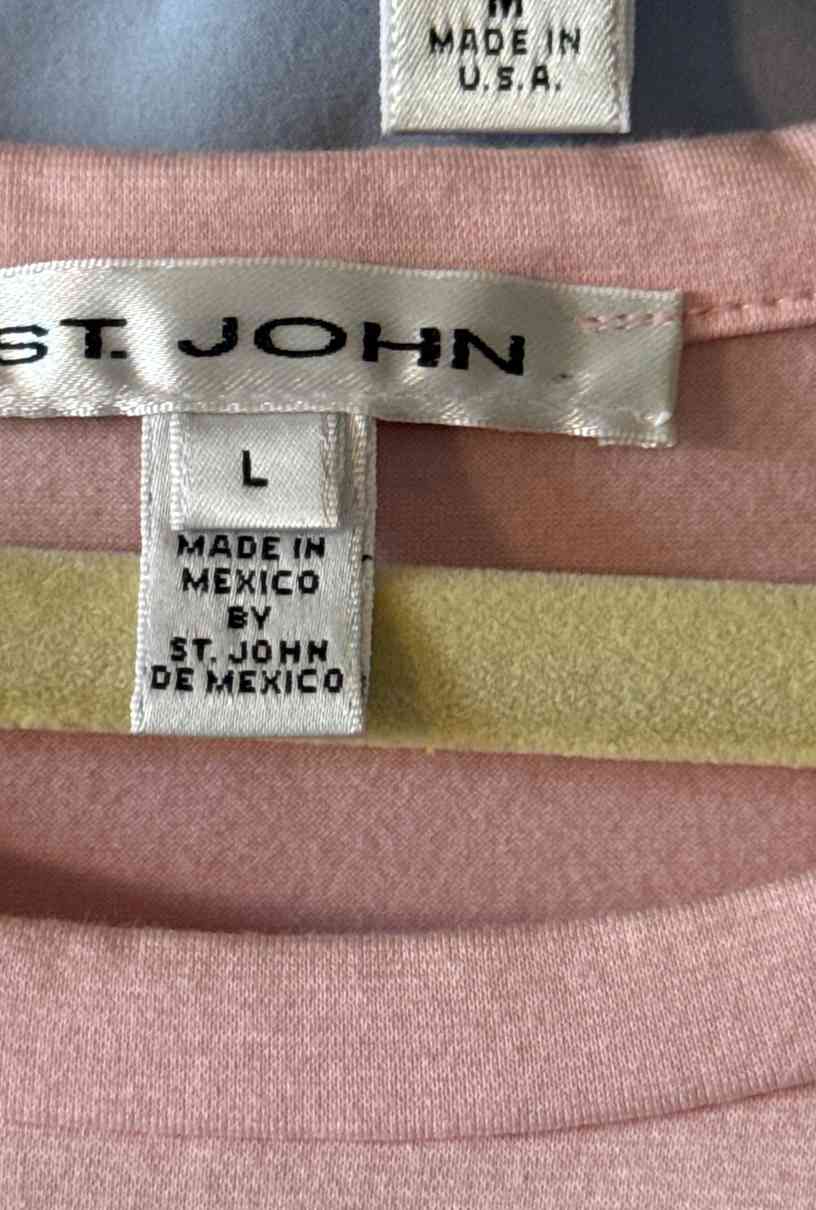 M
MADE IN
U.S.A.
ST. JOHN
L
MADE IN
MEXICO
BY
ST. JOHN
DE MEXICO